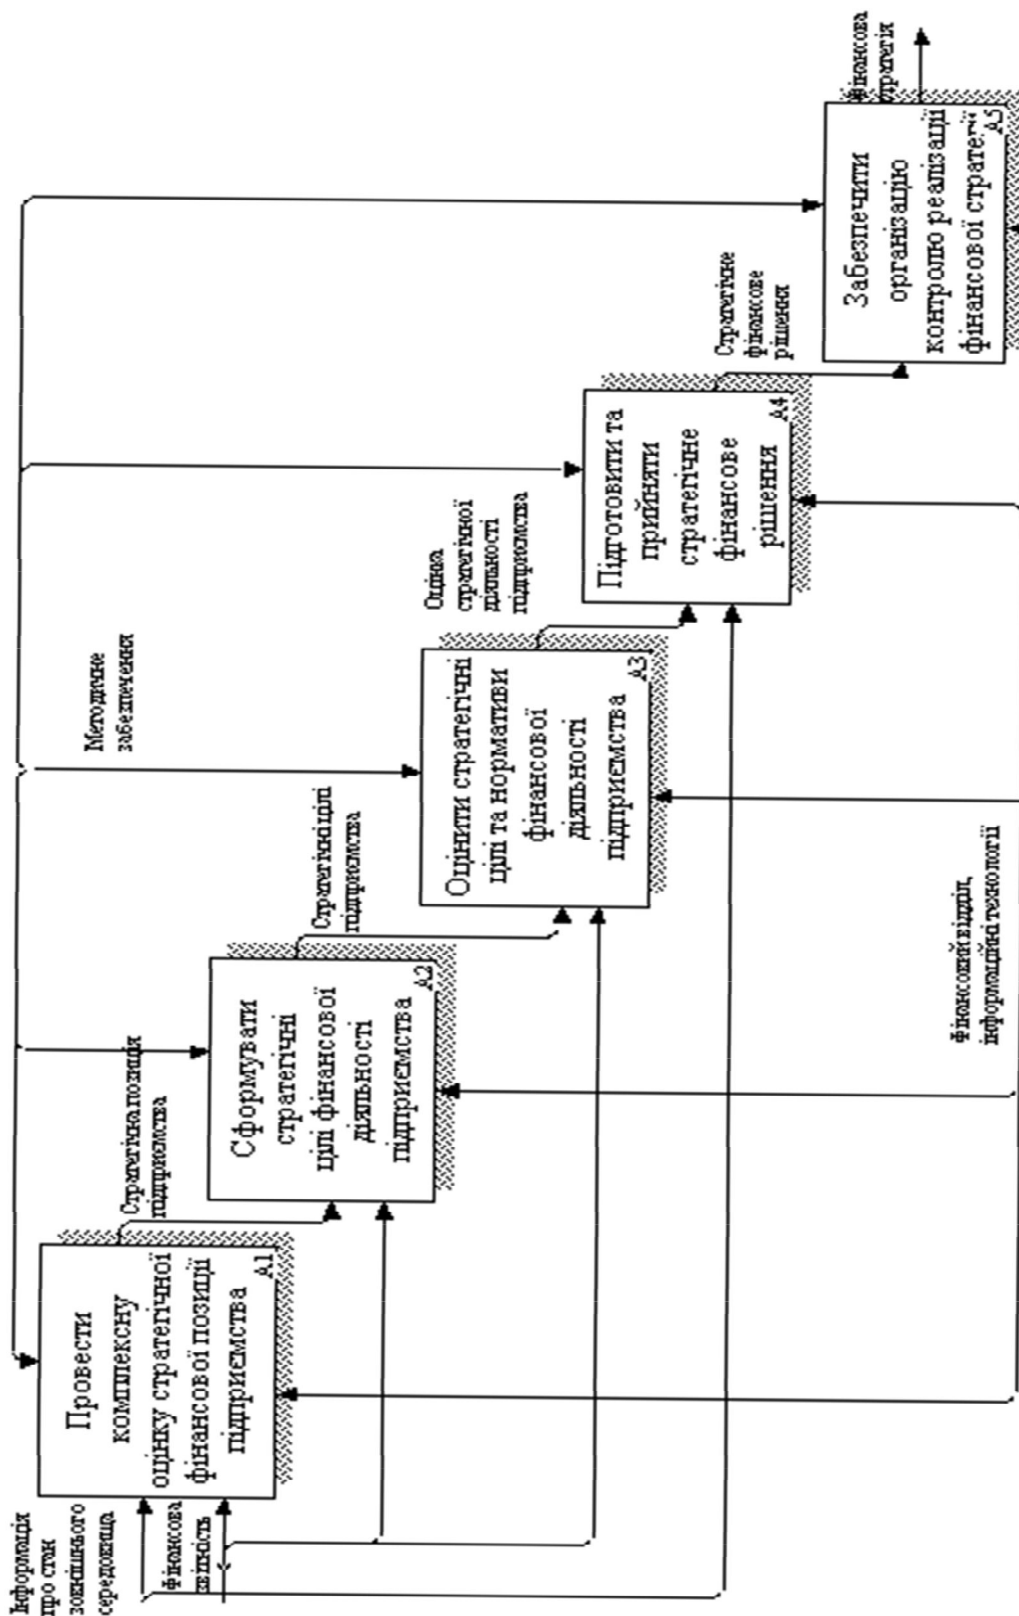 Інформація
про стан
зовнішнього
середовища
Фінансова
звітність
Провести
комплексну
оцінку стратегічної
фінансової позиції
підприємства
A1
Стратегічна позиція
підприємства
Сформувати
стратегічні
цілі фінансової
діяльності
підприємства
A2
Стратегічні цілі
підприємства
Методичне
забезпечення
Оцінити стратегічні
цілі та нормативи
фінансової
діяльності
підприємства
A3
Оцінка
стратегічної
діяльності
підприємства
Підготовити та
прийняти
стратегічне
фінансове
рішення
A4
Стратегічне
фінансове
рішення
Забезпечити
організацію
контролю реалізації
фінансової стратегії
A5
Фінансова
стратегія
Фінансовий відділ,
інформаційні технології